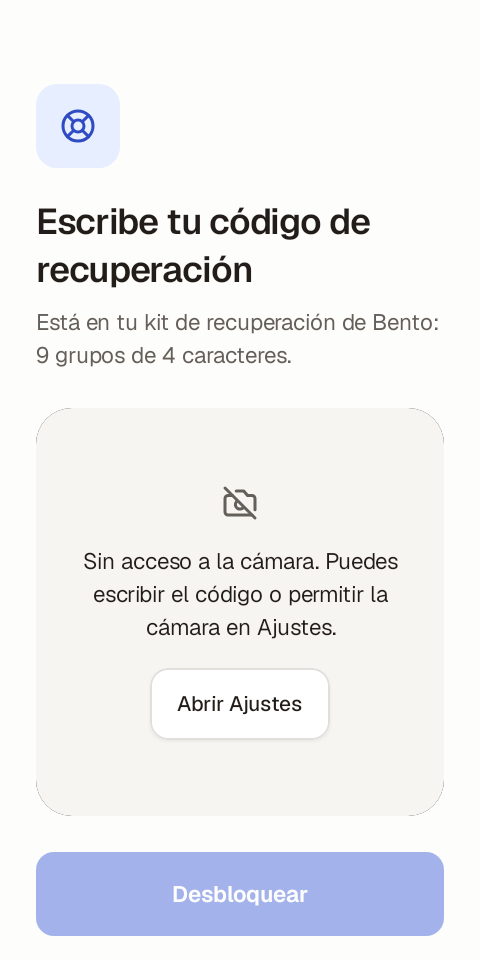 Escribe tu código de
recuperación
Está en tu kit de recuperación de Bento:
9 grupos de 4 caracteres.
Sin acceso a la cámara. Puedes
escribir el código o permitir la
cámara en Ajustes.
Abrir Ajustes
Desbloquear